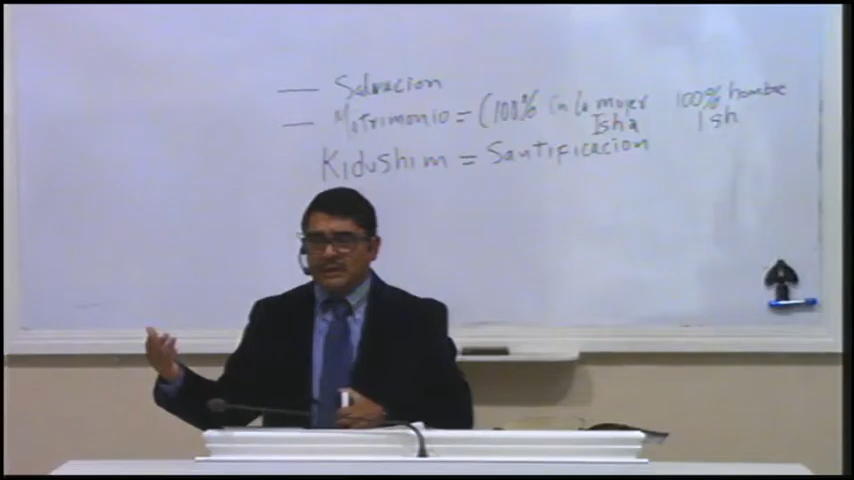 — Salvacion
— Matrimonio = (100% En la mujer 100% hombre
Isha Ish
Kidushim = Santificacion